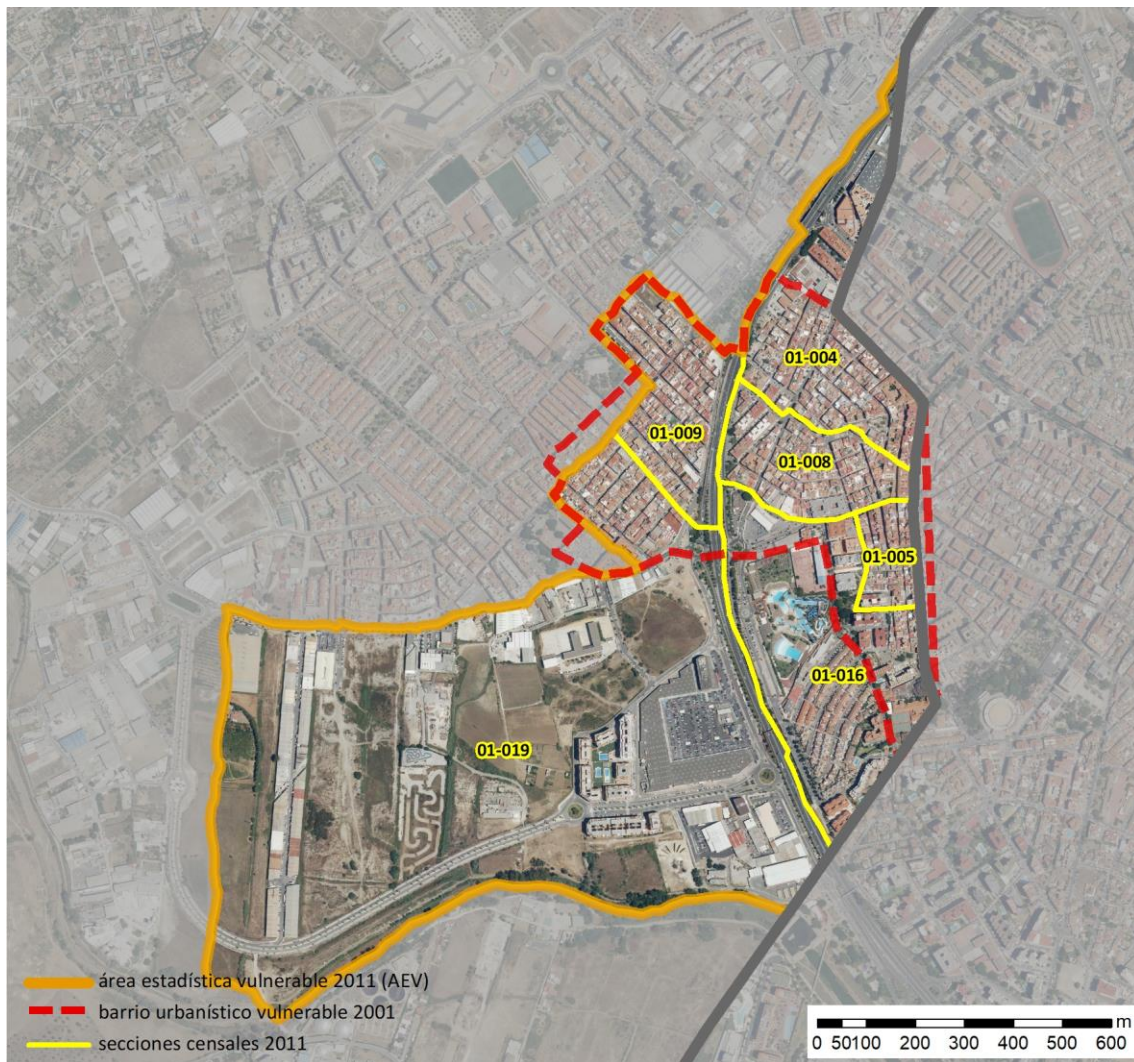 01-004
01-009
01-008
01-005
01-016
01-019
área estadística vulnerable 2011 (AEV)
barrio urbanístico vulnerable 2001
secciones censales 2011
m
0 50100 200 300 400 500 600